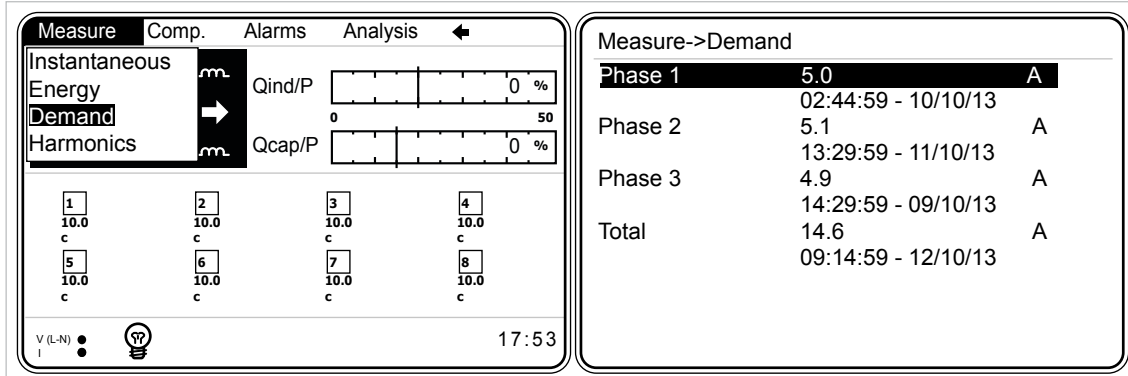 Measure Comp. Alarms Analysis
Instantaneous
Energy
Demand
Harmonics
Qind/P 0 %
0 50
Qcap/P 0 %
1 2 3 4
10.0 10.0 10.0 10.0
c c c c
5 6 7 8
10.0 10.0 10.0 10.0
c c c c
V (L-N)
I
17:53
Measure->Demand
Phase 1 5.0 A
02:44:59 - 10/10/13
Phase 2 5.1 A
13:29:59 - 11/10/13
Phase 3 4.9 A
14:29:59 - 09/10/13
Total 14.6 A
09:14:59 - 12/10/13